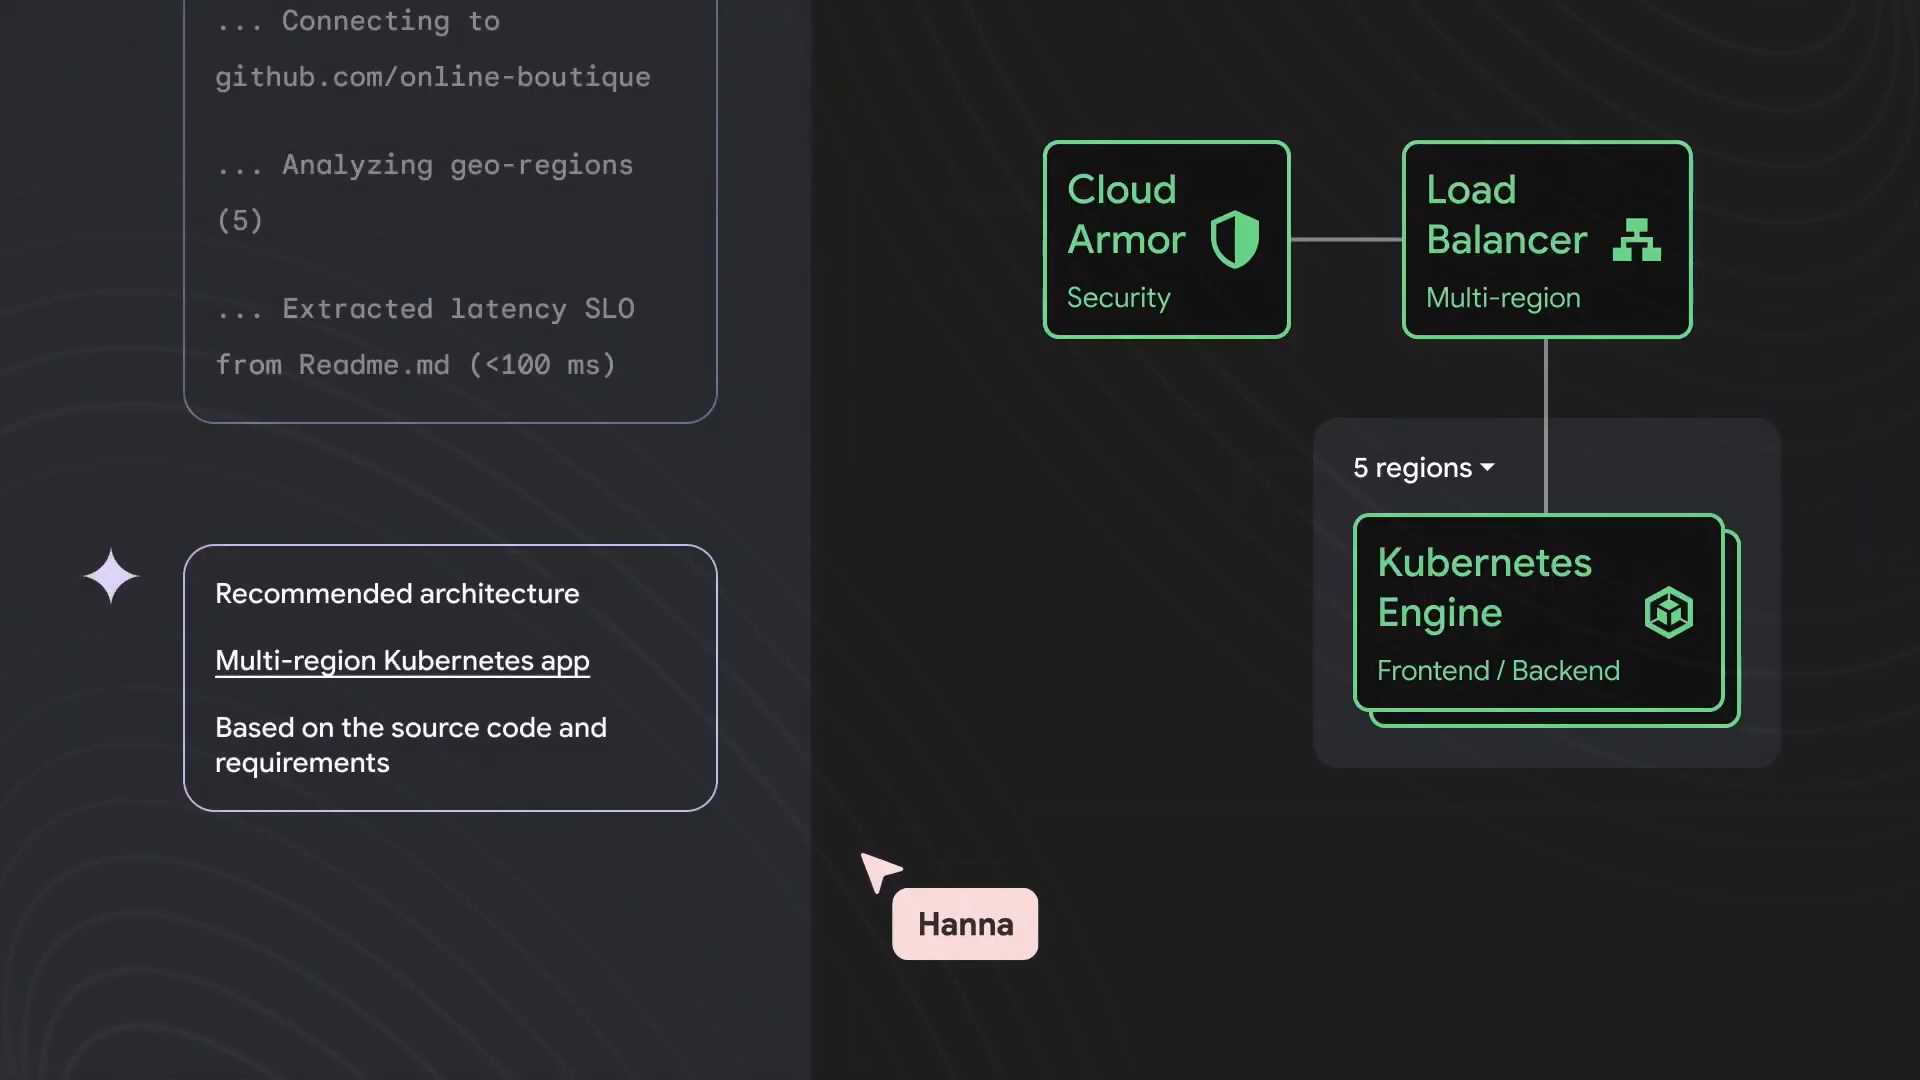 ... Connecting to
github.com/online-boutique
... Analyzing geo-regions
(5)
... Extracted latency SLO
from Readme.md (<100 ms)
Recommended architecture
Multi-region Kubernetes app
Based on the source code and
requirements
Cloud
Armor
Security
Load
Balancer
Multi-region
5 regions
Kubernetes
Engine
Frontend / Backend
Hanna